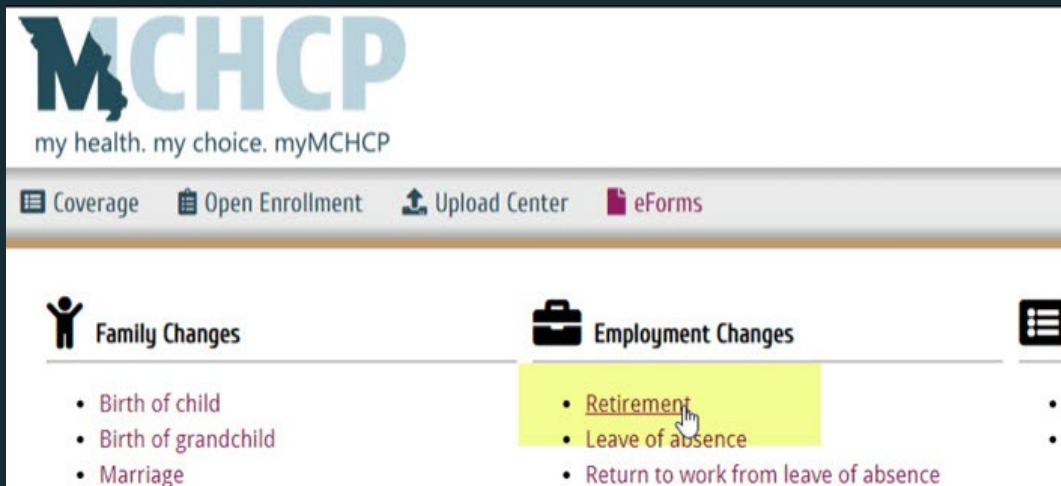 MCHCP
my health. my choice. myMCHCP
Coverage Open Enrollment Upload Center eForms
Family Changes
Birth of child
Birth of grandchild
Marriage
Employment Changes
Retirement
Leave of absence
Return to work from leave of absence